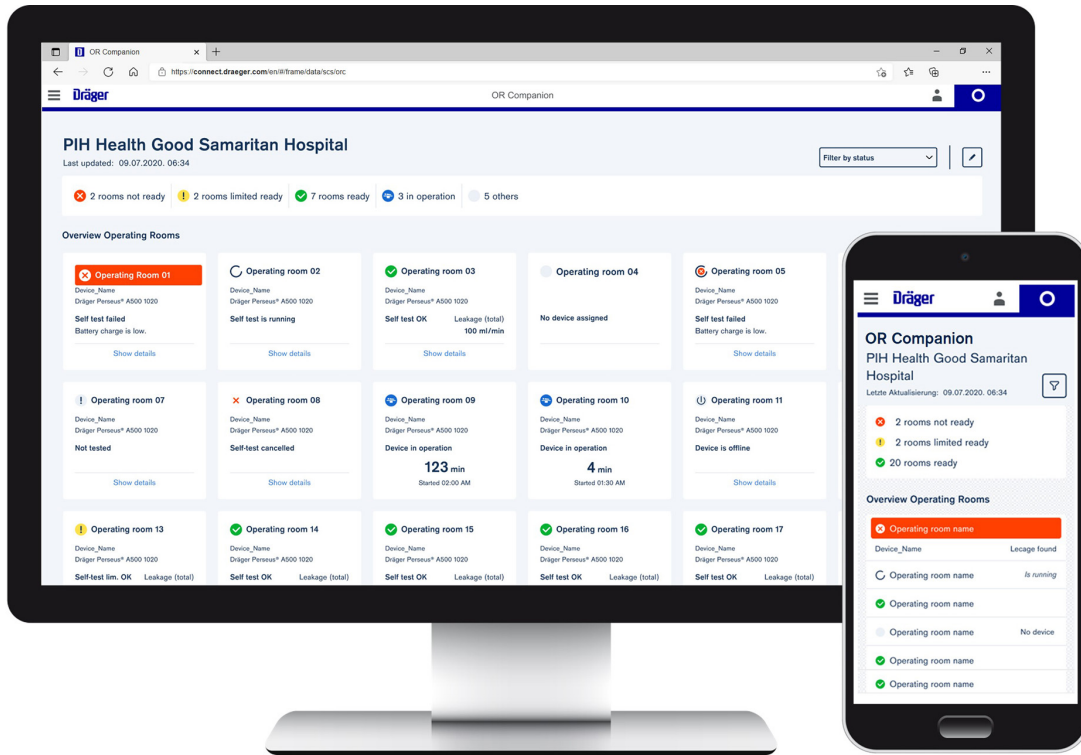 OR Companion
https://connect.draeger.com/en/#/frame/data/scs/orc
Dräger
OR Companion
PIH Health Good Samaritan Hospital
Last updated: 09.07.2020. 06:34
Filter by status
2 rooms not ready
2 rooms limited ready
7 rooms ready
3 in operation
5 others
Overview Operating Rooms
Operating Room 01
Device_Name
Dräger Perseus® A500 1020
Self test failed
Battery charge is low.
Show details
Operating room 02
Device_Name
Dräger Perseus® A500 1020
Self test is running
Show details
Operating room 03
Device_Name
Dräger Perseus® A500 1020
Self test OK Leakage (total)
100 ml/min
Show details
Operating room 04
No device assigned
Operating room 05
Device_Name
Dräger Perseus® A500 1020
Self test failed
Battery charge is low.
Show details
Operating room 07
Device_Name
Dräger Perseus® A500 1020
Not tested
Show details
Operating room 08
Device_Name
Dräger Perseus® A500 1020
Self-test cancelled
Show details
Operating room 09
Device_Name
Dräger Perseus® A500 1020
Device in operation
123 min
Started 02:00 AM
Operating room 10
Device_Name
Dräger Perseus® A500 1020
Device in operation
4 min
Started 01:30 AM
Operating room 11
Device_Name
Dräger Perseus® A500 1020
Device is offline
Show details
Operating room 13
Device_Name
Dräger Perseus® A500 1020
Self-test lim. OK Leakage (total)
Operating room 14
Device_Name
Dräger Perseus® A500 1020
Self test OK Leakage (total)
Operating room 15
Device_Name
Dräger Perseus® A500 1020
Self test OK Leakage (total)
Operating room 16
Device_Name
Dräger Perseus® A500 1020
Self test OK Leakage (total)
Operating room 17
Device_Name
Dräger Perseus® A500 1020
Self test OK Leakage (total)
Dräger
OR Companion
PIH Health Good Samaritan
Hospital
Letzte Aktualisierung: 09.07.2020. 06:34
2 rooms not ready
2 rooms limited ready
20 rooms ready
Overview Operating Rooms
Operating room name
Device_Name Lecage found
Operating room name Is running
Operating room name
Operating room name No device
Operating room name
Operating room name